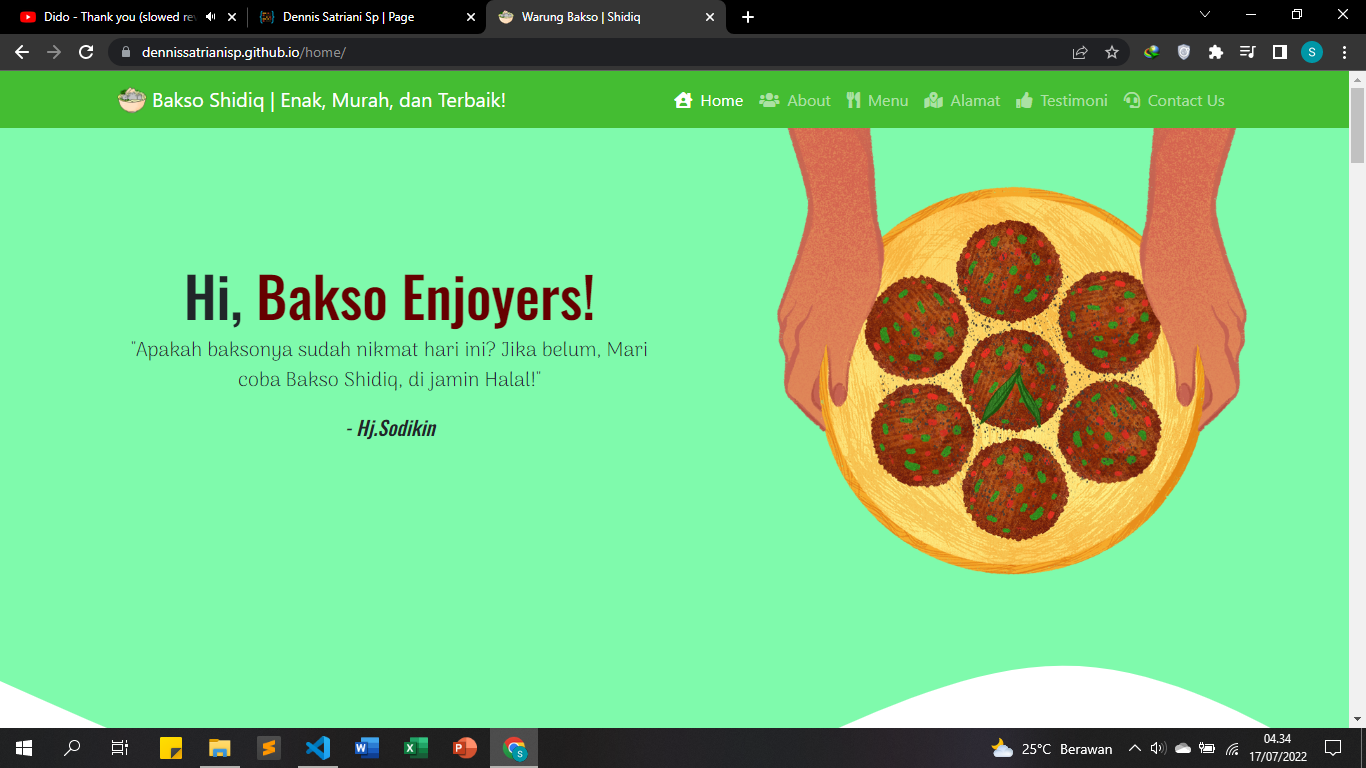 Dido - Thank you (slowed rev
Dennis Satriani Sp | Page
Warung Bakso | Shidiq
dennissatrianisp.github.io/home/
S
Bakso Shidiq | Enak, Murah, dan Terbaik!
Home
About
Menu
Alamat
Testimoni
Contact Us
Hi, Bakso Enjoyers!
"Apakah baksonya sudah nikmat hari ini? Jika belum, Mari
coba Bakso Shidiq, di jamin Halal!"
- Hj.Sodikin
25°C Berawan
04.34
17/07/2022